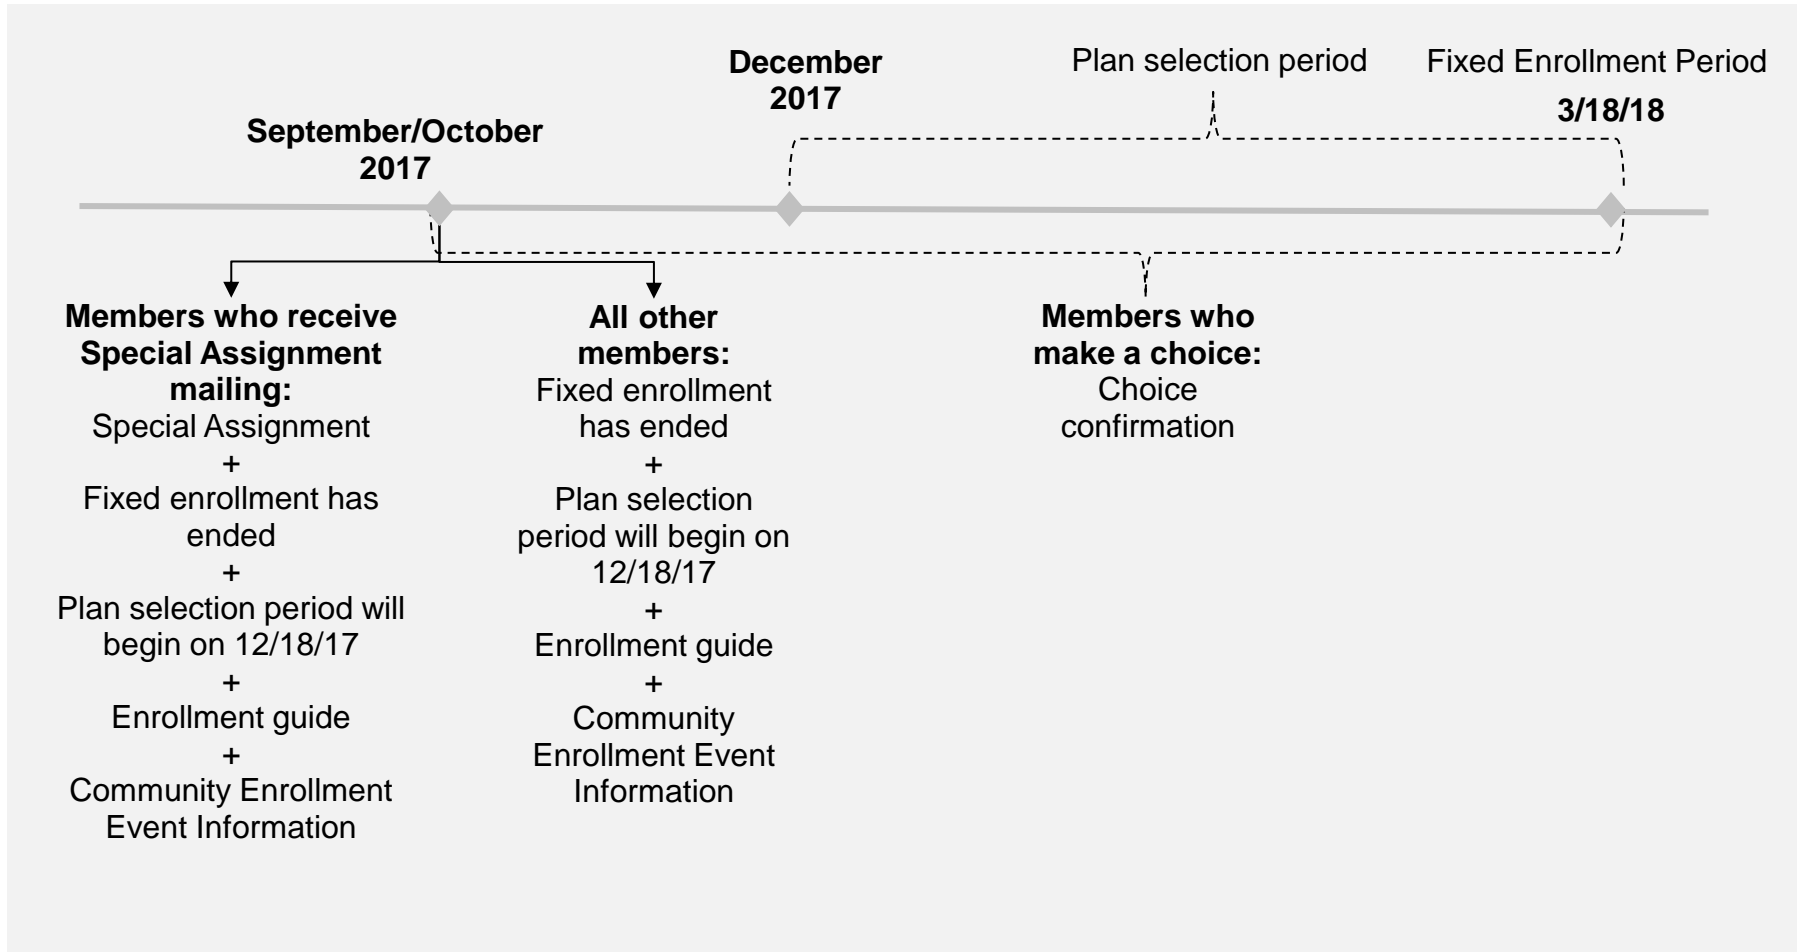 December
2017
Plan selection period
Fixed Enrollment Period
3/18/18
September/October
2017
Members who receive
Special Assignment
mailing:
Special Assignment
+
Fixed enrollment has
ended
+
Plan selection period will
begin on 12/18/17
+
Enrollment guide
+
Community Enrollment
Event Information
All other
members:
Fixed enrollment
has ended
+
Plan selection
period will begin on
12/18/17
+
Enrollment guide
+
Community
Enrollment Event
Information
Members who
make a choice:
Choice
confirmation